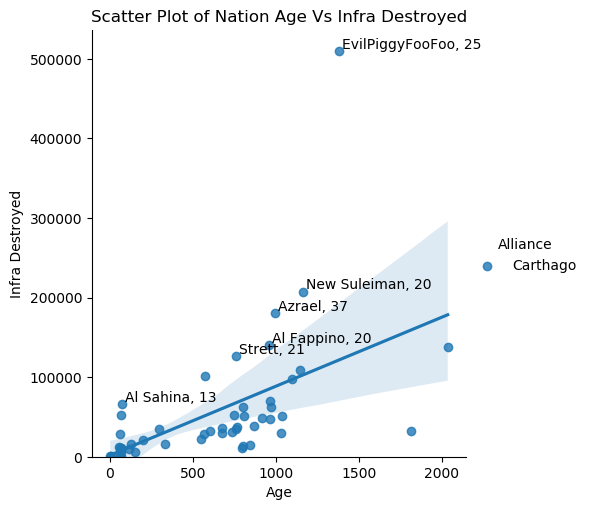 Scatter Plot of Nation Age Vs Infra Destroyed
EvilPiggyFooFoo, 25
500000
400000
300000
200000
100000
0
Infra Destroyed
New Suleiman, 20
Azrael, 37
Al Fappino, 20
Strett, 21
Al Sahina, 13
Alliance
Carthago
0 500 1000 1500 2000
Age